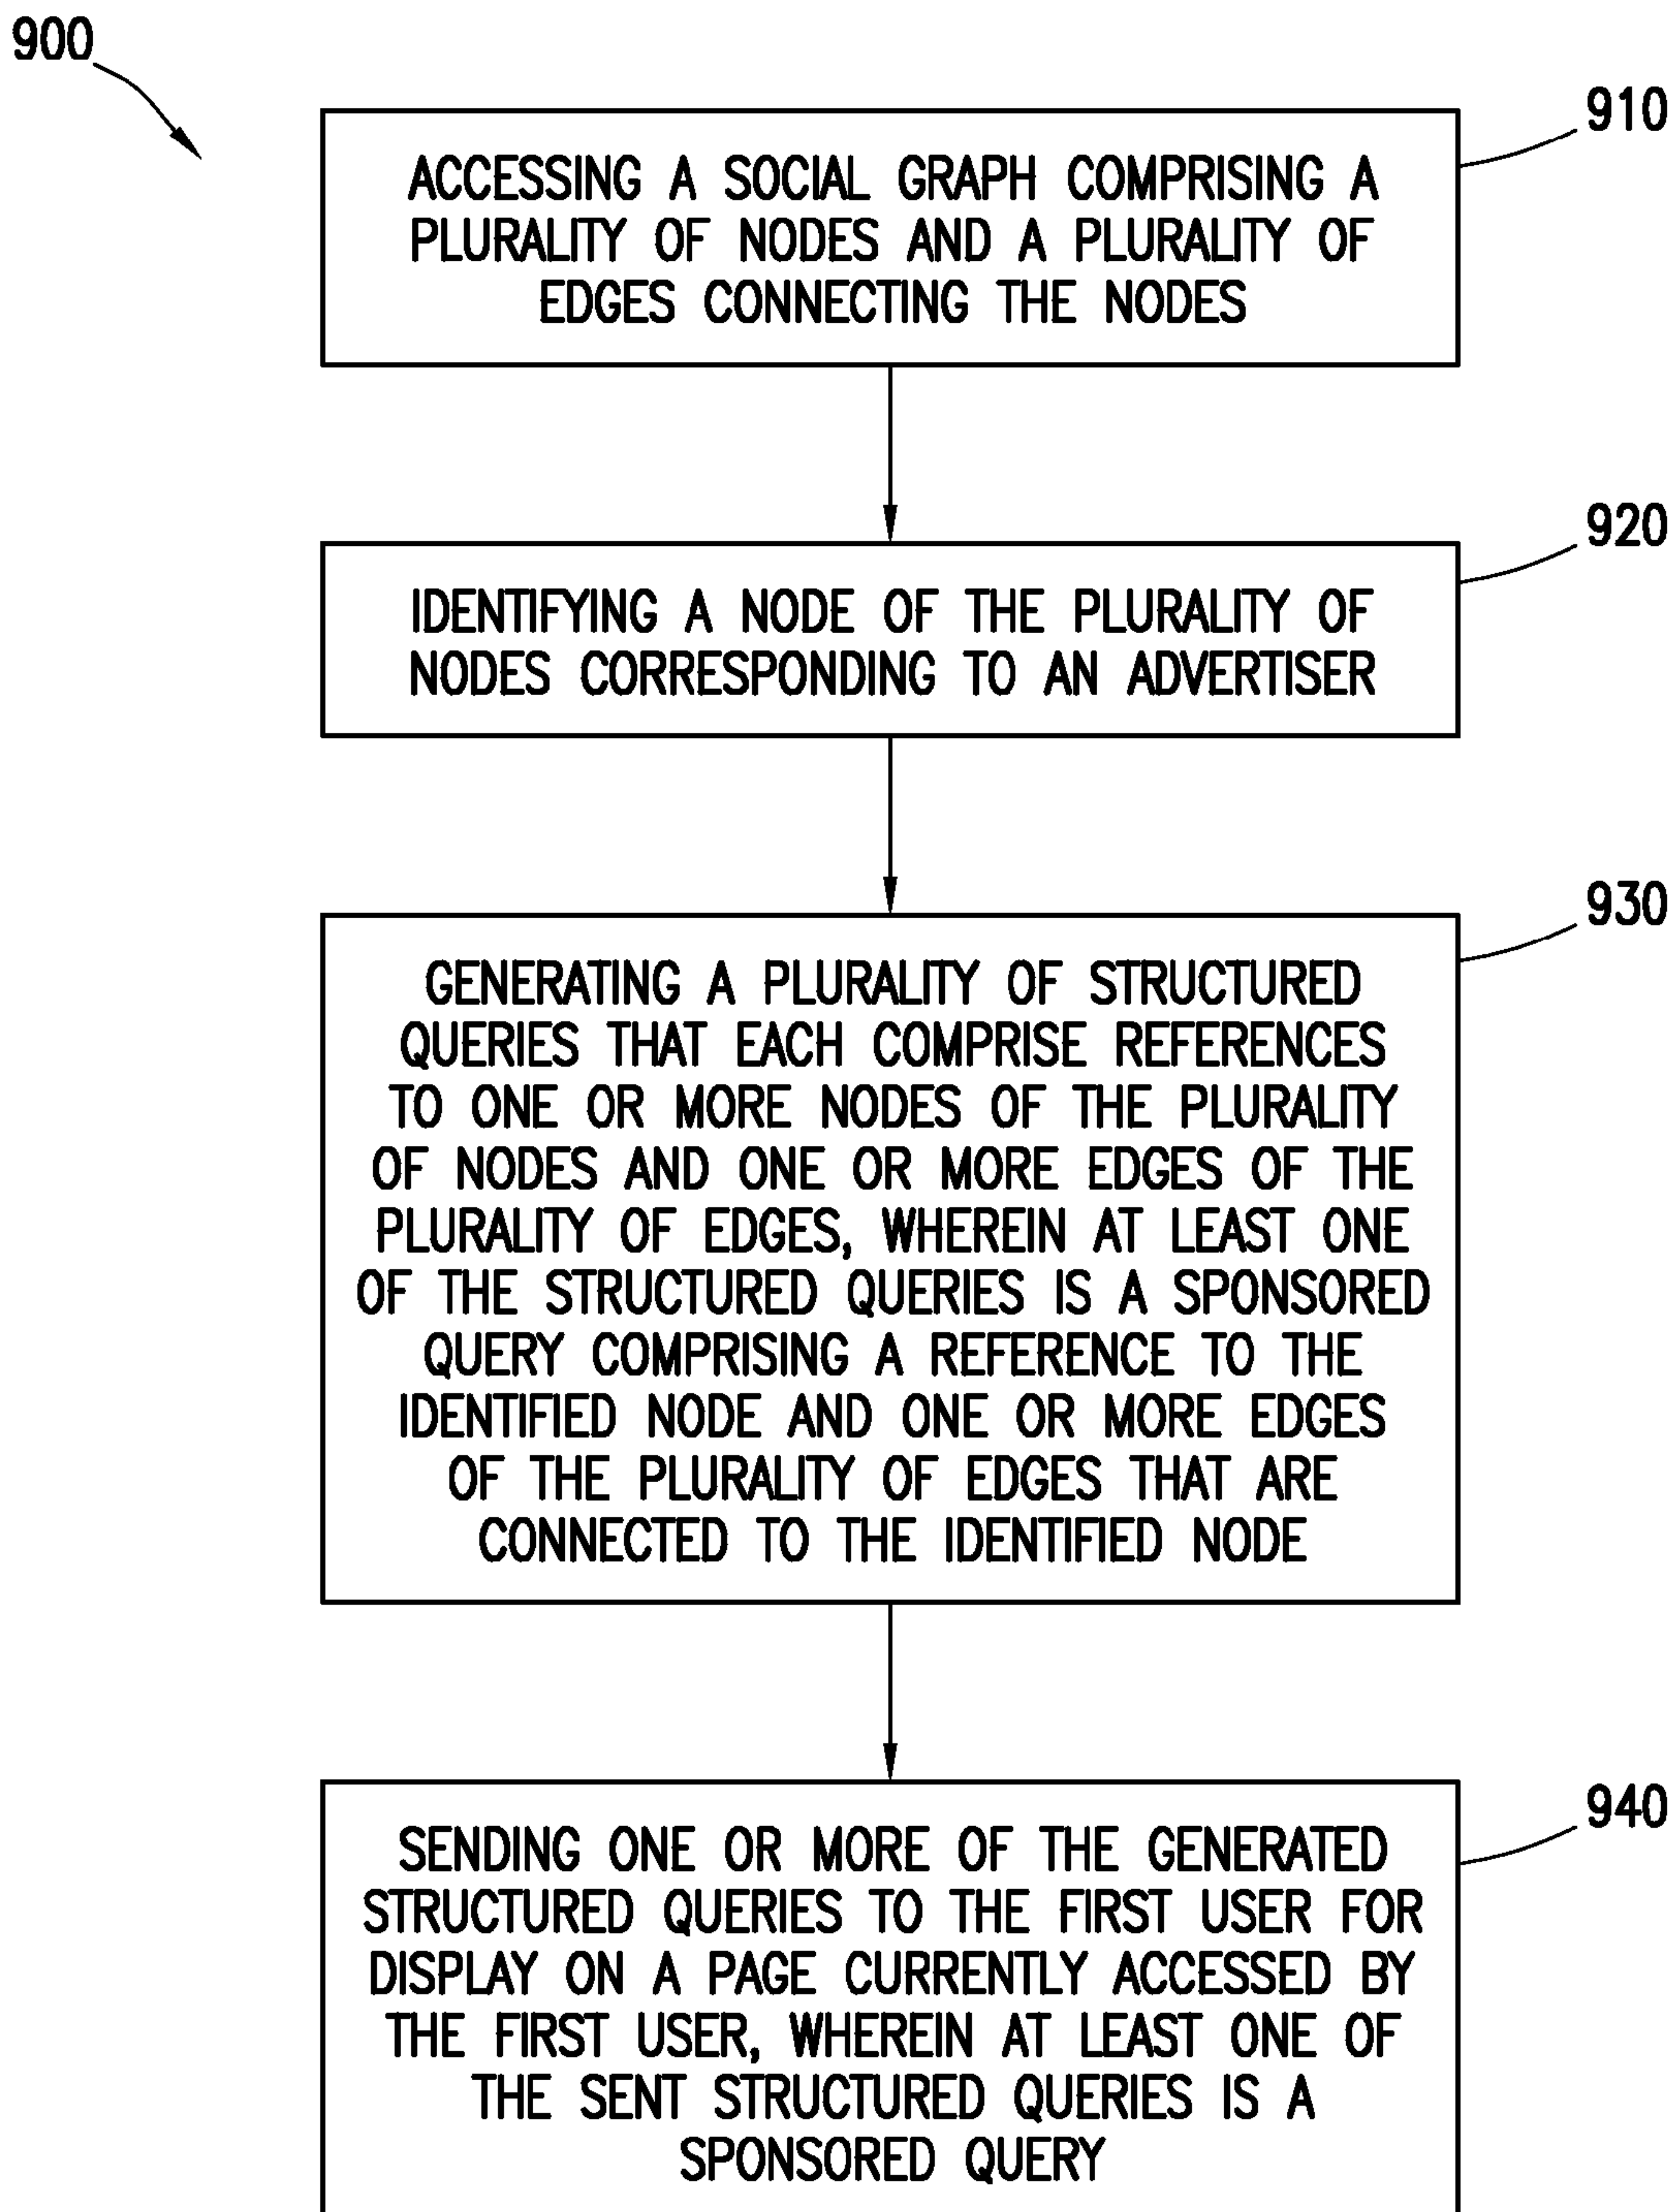 900
910
ACCESSING A SOCIAL GRAPH COMPRISING A
PLURALITY OF NODES AND A PLURALITY OF
EDGES CONNECTING THE NODES
920
IDENTIFYING A NODE OF THE PLURALITY OF
NODES CORRESPONDING TO AN ADVERTISER
930
GENERATING A PLURALITY OF STRUCTURED
QUERIES THAT EACH COMPRISE REFERENCES
TO ONE OR MORE NODES OF THE PLURALITY
OF NODES AND ONE OR MORE EDGES OF THE
PLURALITY OF EDGES, WHEREIN AT LEAST ONE
OF THE STRUCTURED QUERIES IS A SPONSORED
QUERY COMPRISING A REFERENCE TO THE
IDENTIFIED NODE AND ONE OR MORE EDGES
OF THE PLURALITY OF EDGES THAT ARE
CONNECTED TO THE IDENTIFIED NODE
940
SENDING ONE OR MORE OF THE GENERATED
STRUCTURED QUERIES TO THE FIRST USER FOR
DISPLAY ON A PAGE CURRENTLY ACCESSED BY
THE FIRST USER, WHEREIN AT LEAST ONE OF
THE SENT STRUCTURED QUERIES IS A
SPONSORED QUERY